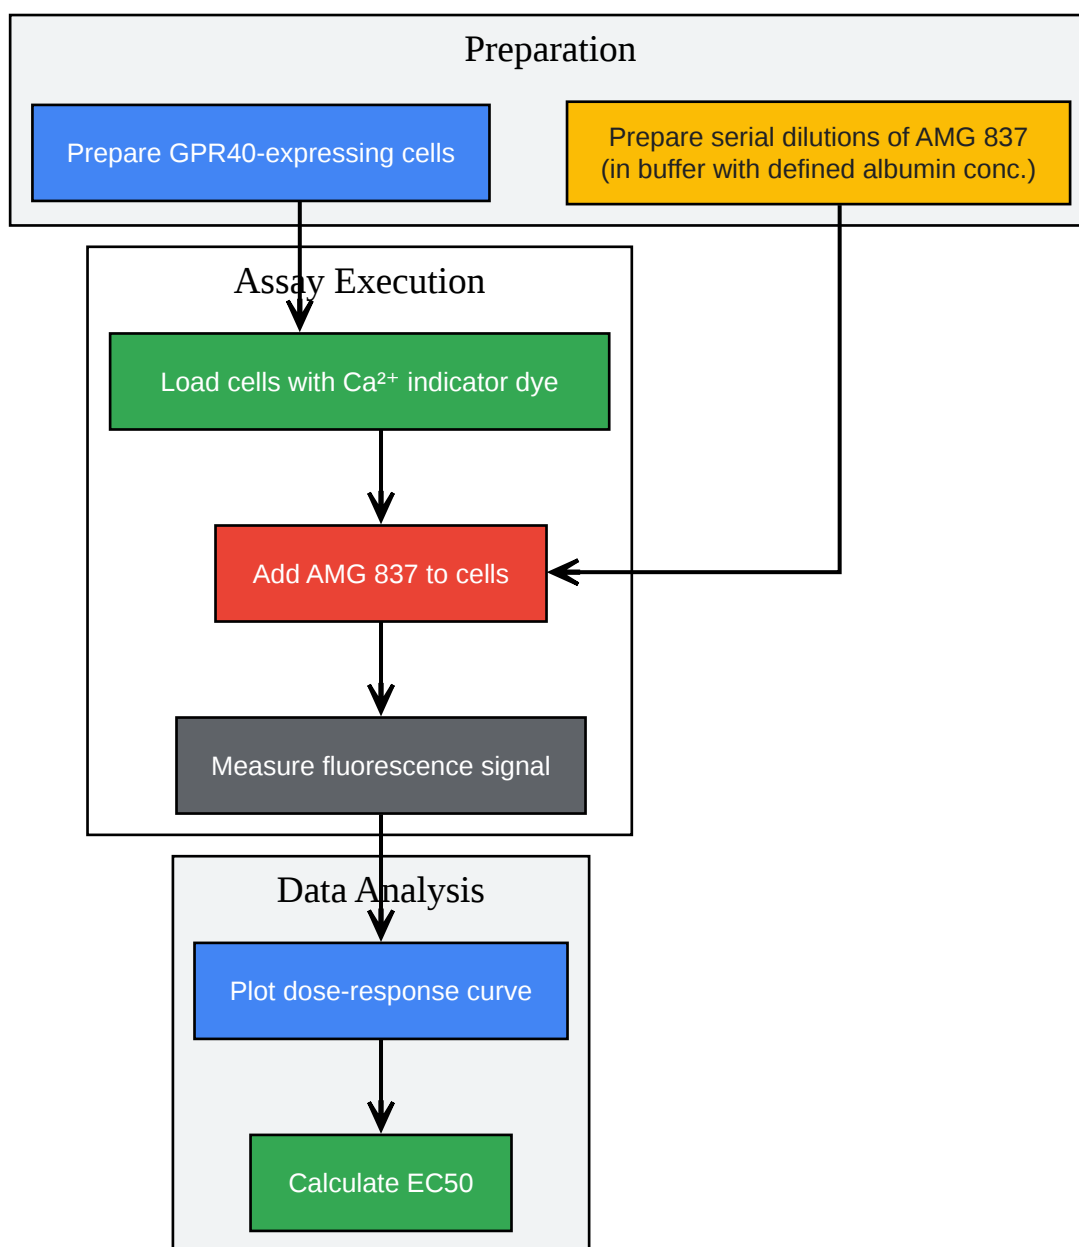 Preparation
Prepare GPR40-expressing cells
Prepare serial dilutions of AMG 837
(in buffer with defined albumin conc.)
Assay Execution
Load cells with Ca²⁺ indicator dye
Add AMG 837 to cells
Measure fluorescence signal
Data Analysis
Plot dose-response curve
Calculate EC50